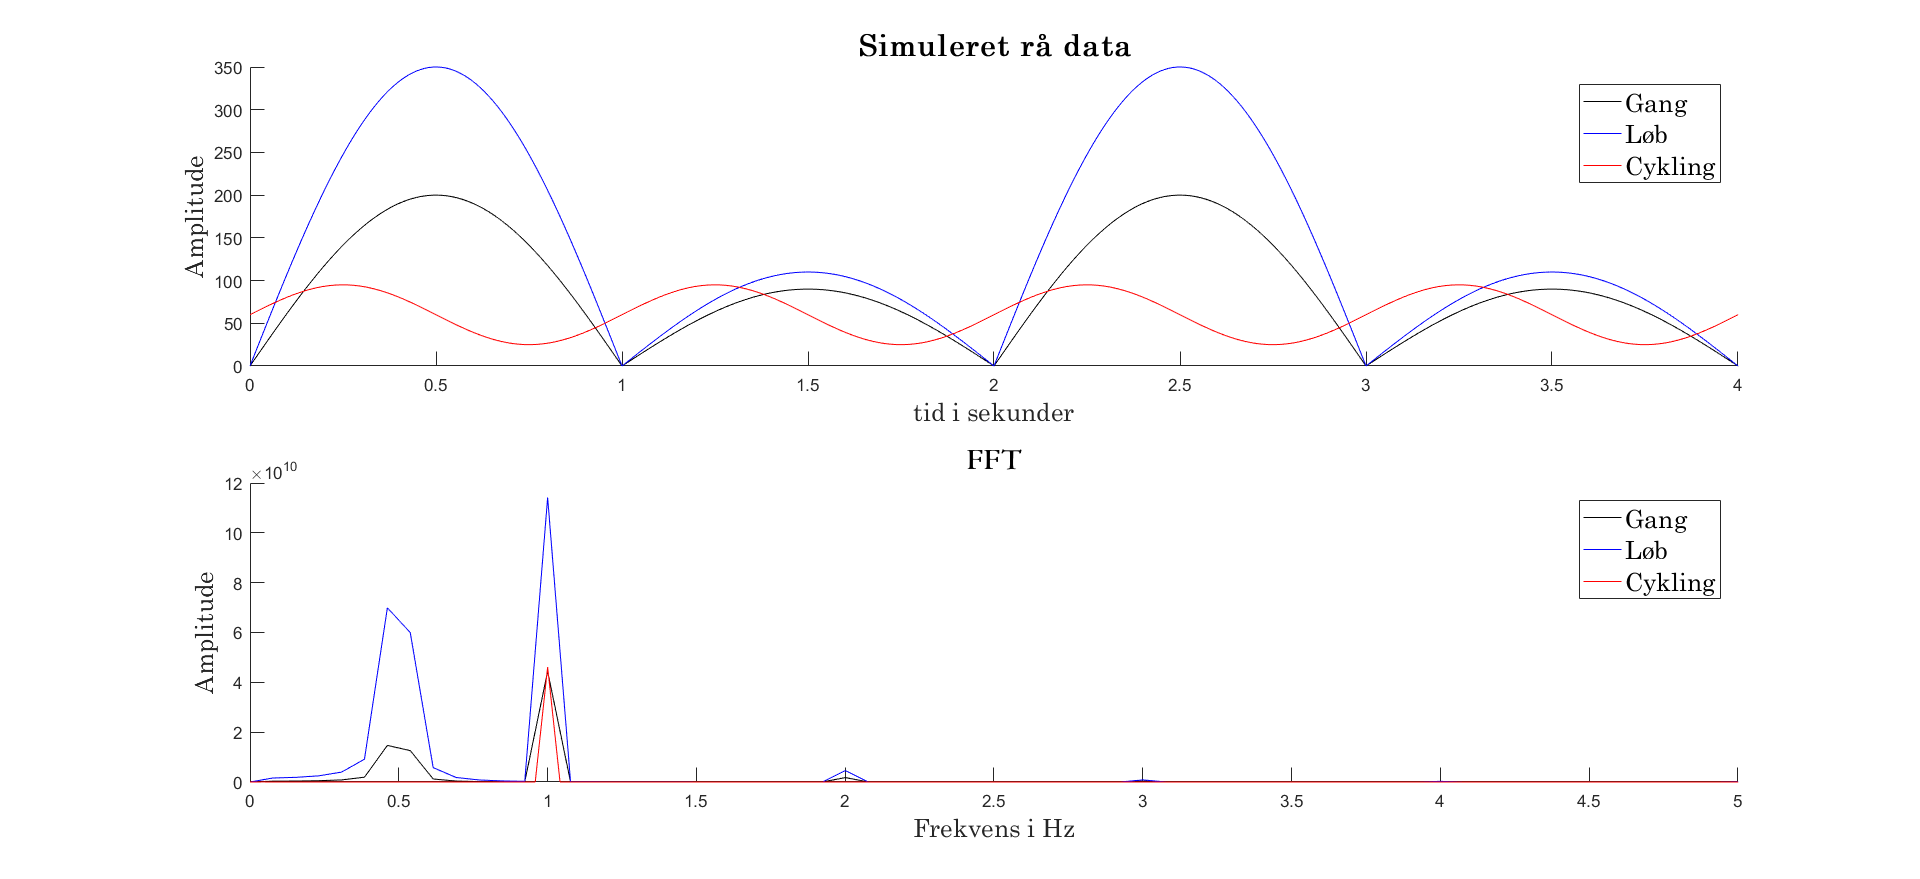 Simuleret rå data
350
300
250
200
150
100
50
0
Amplitude
Gang
Løb
Cykling
0 0.5 1 1.5 2 2.5 3 3.5 4
tid i sekunder
FFT
×10^10
12
10
8
6
4
2
0
Amplitude
Gang
Løb
Cykling
0 0.5 1 1.5 2 2.5 3 3.5 4 4.5 5
Frekvens i Hz